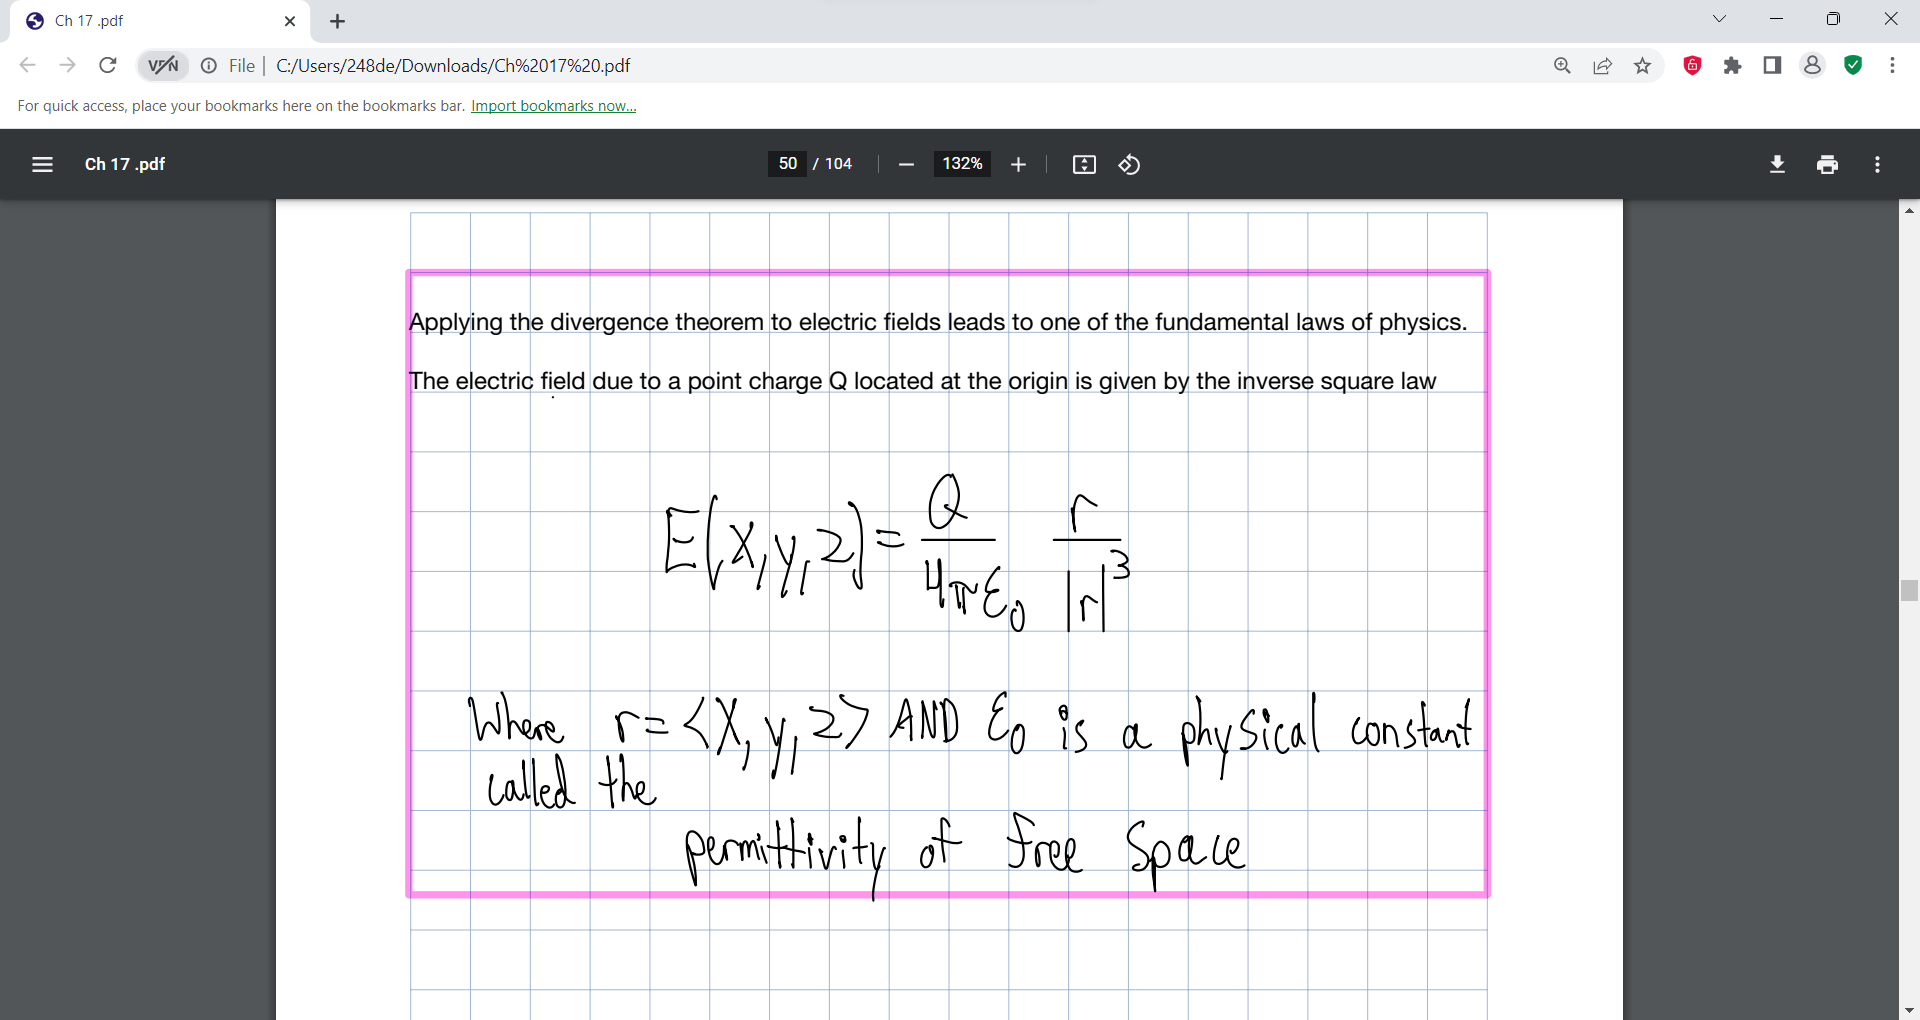 Ch 17 .pdf
VPN File C:/Users/248de/Downloads/Ch%2017%20.pdf
For quick access, place your bookmarks here on the bookmarks bar. Import bookmarks now...
Ch 17 .pdf 50 / 104 132%
Applying the divergence theorem to electric fields leads to one of the fundamental laws of physics.
The electric field due to a point charge Q located at the origin is given by the inverse square law
E(x,y,z) = Q/(4πε₀) r/|r|³
Where r = <x, y, z> AND ε₀ is a physical constant
called the
permittivity of free space